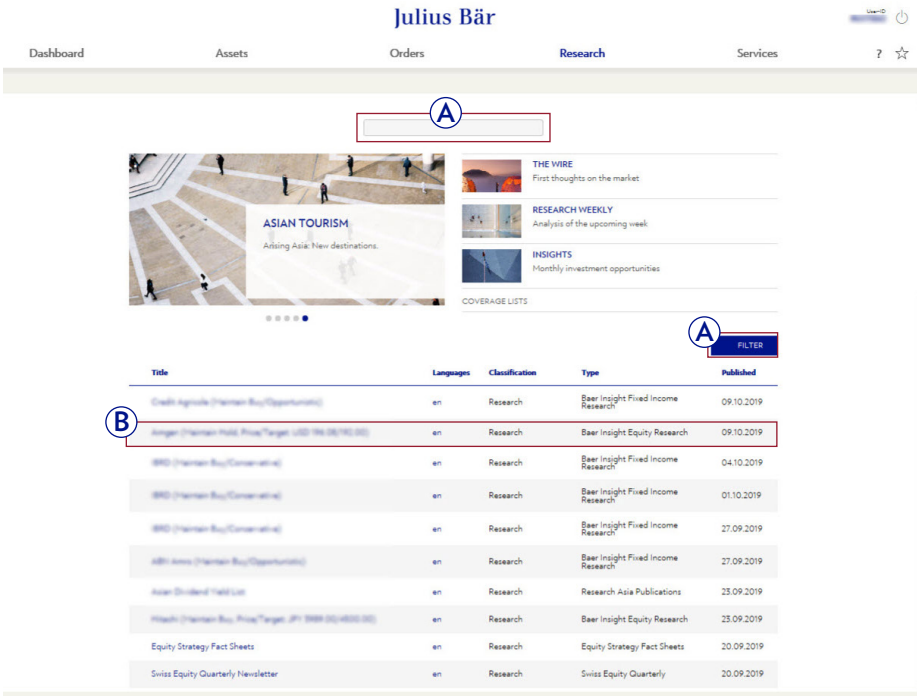 Julius Bär
User-ID
Dashboard Assets Orders Research Services ?
A
THE WIRE
First thoughts on the market
RESEARCH WEEKLY
Analysis of the upcoming week
ASIAN TOURISM
Arising Asia: New destinations.
INSIGHTS
Monthly investment opportunities
COVERAGE LISTS
A
FILTER
Title Languages Classification Type Published
en Research Baer Insight Fixed Income Research 09.10.2019
B
en Research Baer Insight Equity Research 09.10.2019
en Research Baer Insight Fixed Income Research 04.10.2019
en Research Baer Insight Fixed Income Research 01.10.2019
en Research Baer Insight Fixed Income Research 27.09.2019
en Research Baer Insight Fixed Income Research 27.09.2019
en Research Research Asia Publications 23.09.2019
en Research Baer Insight Equity Research 23.09.2019
Equity Strategy Fact Sheets en Research Equity Strategy Fact Sheets 20.09.2019
Swiss Equity Quarterly Newsletter en Research Swiss Equity Quarterly 20.09.2019